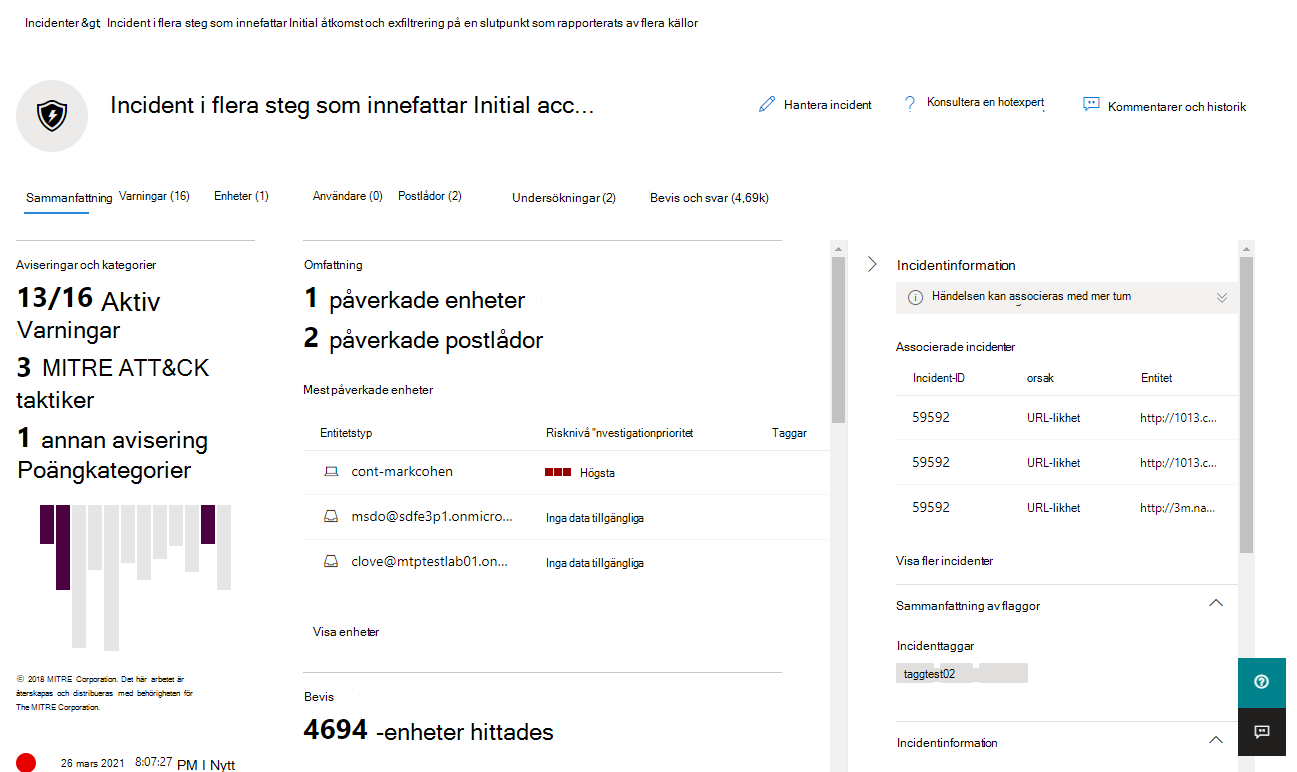 Incidenter &gt; Incident i flera steg som innefattar Initial åtkomst och exfiltrering på en slutpunkt som rapporterats av flera källor
Incident i flera steg som innefattar Initial acc...
Hantera incident
Konsultera en hotexpert
Kommentarer och historik
Sammanfattning Varningar (16) Enheter (1) Användare (0) Postlådor (2) Undersökningar (2) Bevis och svar (4,69k)
Aviseringar och kategorier
13/16 Aktiv
Varningar
3 MITRE ATT&CK
taktiker
1 annan avisering
Poängkategorier
© 2018 MITRE Corporation. Det här arbetet är
återskapas och distribueras med behörigheten för
The MITRE Corporation.
26 mars 2021 8:07:27 PM | Nytt
Omfattning
1 påverkade enheter
2 påverkade postlådor
Mest påverkade enheter
Entitetstyp Risknivå "nvestigationprioritet Taggar
cont-markcohen Högsta
msdo@sdfe3p1.onmicro... Inga data tillgängliga
clove@mtptestlab01.on... Inga data tillgängliga
Visa enheter
Bevis
4694 -enheter hittades
Incidentinformation
Händelsen kan associeras med mer tum
Associerade incidenter
Incident-ID orsak Entitet
59592 URL-likhet http://1013.c...
59592 URL-likhet http://1013.c...
59592 URL-likhet http://3m.na...
Visa fler incidenter
Sammanfattning av flaggor
Incidenttaggar
taggtest02
Incidentinformation